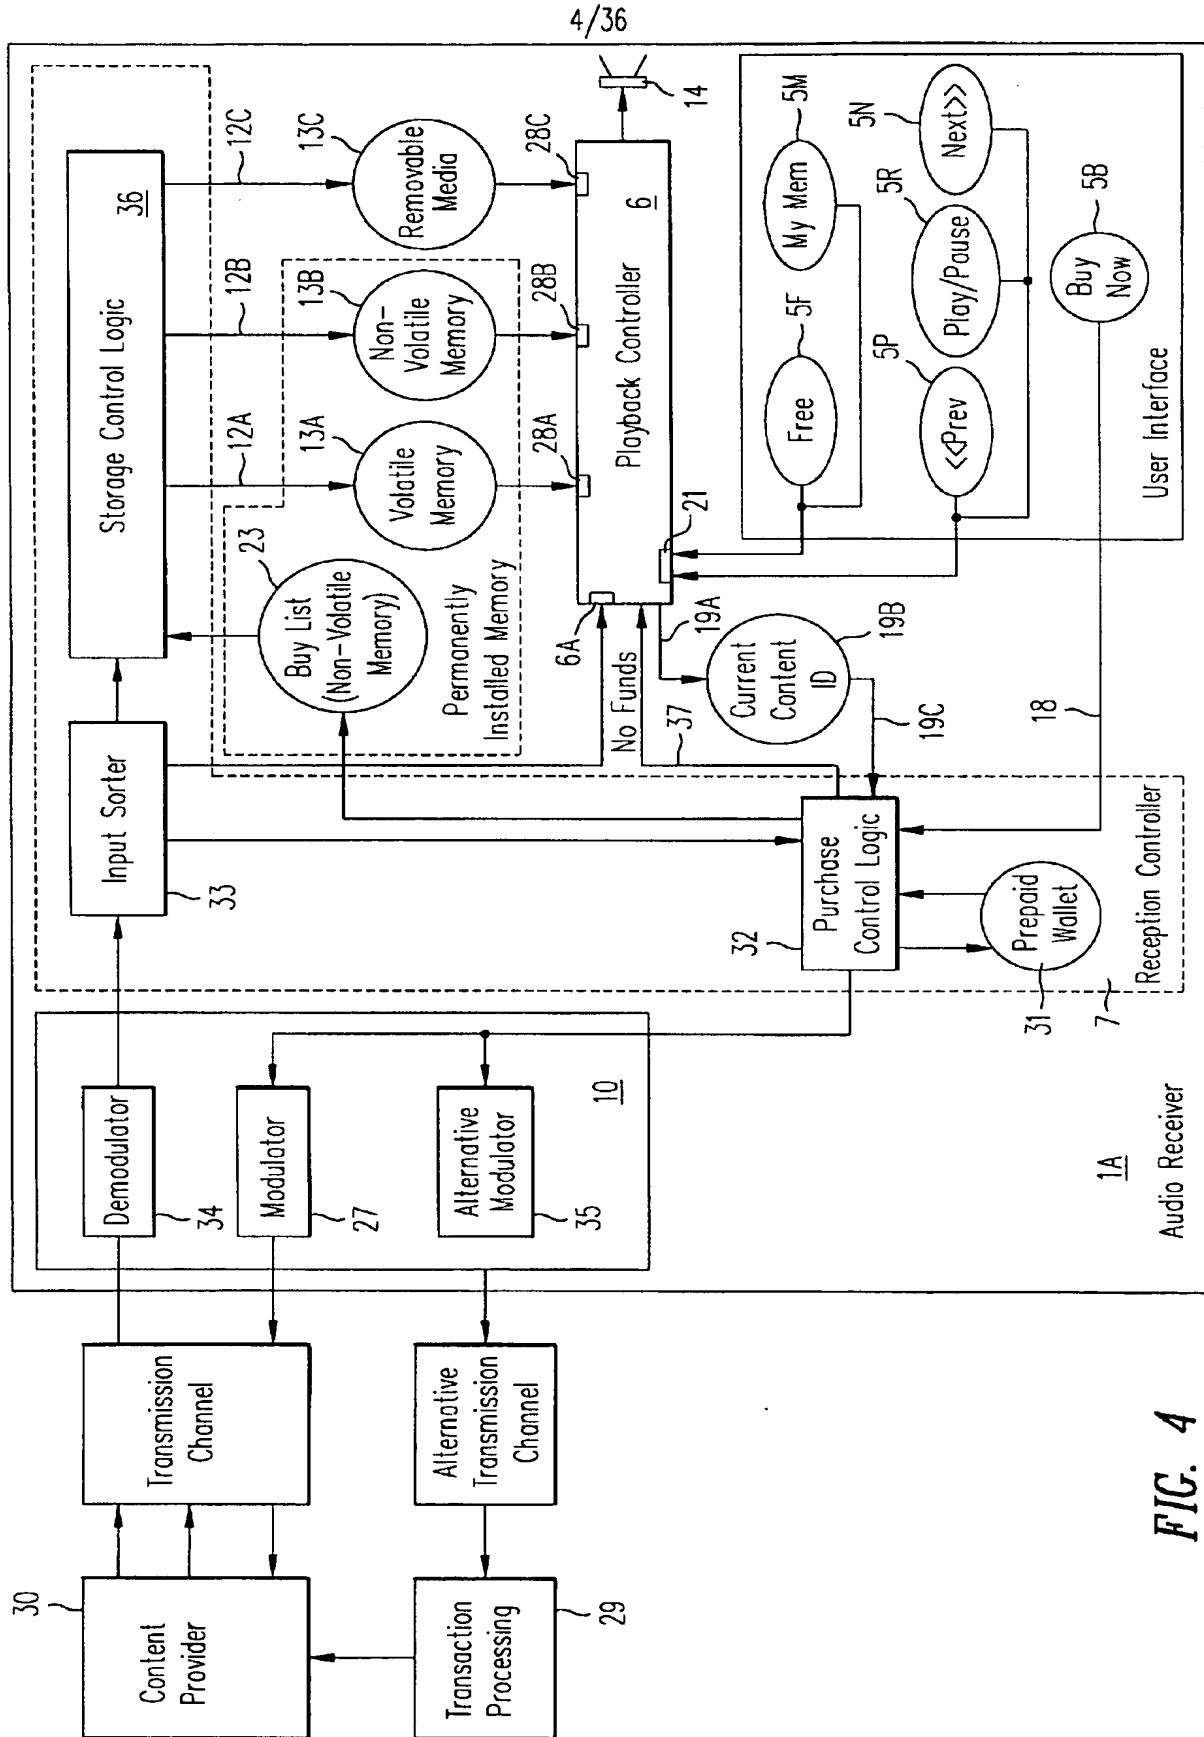 4/36
30
Content
Provider
Transmission
Channel
Demodulator
34
Modulator
27
Alternative
Modulator
35
10
Alternative
Transmission
Channel
Transaction
Processing
29
Input Sorter
33
Storage Control Logic
36
12A
12B
12C
23
Buy List
(Non-Volatile
Memory)
13A
Volatile
Memory
13B
Non-
Volatile
Memory
13C
Removable
Media
Permanently
Installed Memory
28A
28B
28C
6A
Playback Controller
6
14
No Funds
37
19A
21
19B
Current
Content
ID
19C
32
Purchase
Control Logic
Prepaid
Wallet
31
7
Reception Controller
18
5F
Free
5M
My Mem
5P
<<Prev
5R
Play/Pause
5N
Next>>
5B
Buy
Now
User Interface
1A
Audio Receiver
FIG. 4